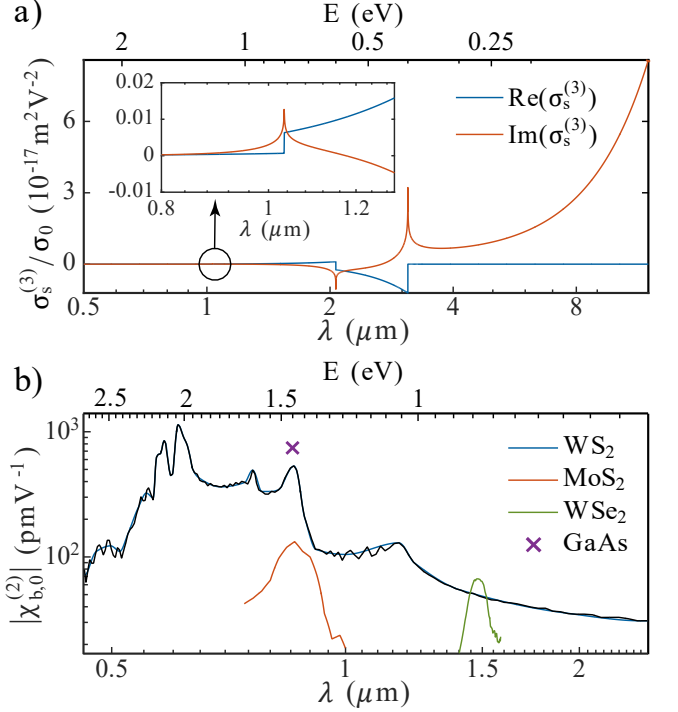 a)
E (eV)
2 1 0.5 0.25
σₛ⁽³⁾/σ₀ (10⁻¹⁷m²V⁻²)
6
3
0
0.02
0.01
0
-0.01
0.8 1 1.2
λ (μm)
Re(σₛ⁽³⁾)
Im(σₛ⁽³⁾)
0.5 1 2 4 8
λ (μm)
b)
E (eV)
2.5 2 1.5 1
|χ_{b,0}^{(2)}| (pmV⁻¹)
10³
10²
WS₂
MoS₂
WSe₂
GaAs
0.5 1 1.5 2
λ (μm)